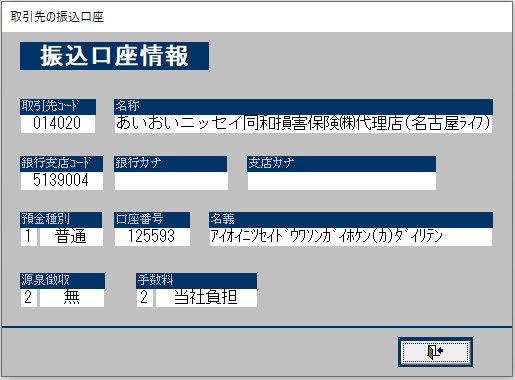 取引先の振込口座
振込口座情報
取引先ｺｰﾄﾞ 名称
014020 あいおいニッセイ同和損害保険㈱代理店(名古屋ﾗｲﾌ)
銀行支店ｺｰﾄﾞ 銀行カナ 支店カナ
5139004
預金種別 口座番号 名義
1 普通 125593 ｱｲｵｲﾆﾂｾｲﾄﾞｳﾜｿﾝｶﾞｲﾎｹﾝ(ｶ)ﾀﾞｲﾘﾃﾝ
源泉徴収 手数料
2 無 2 当社負担